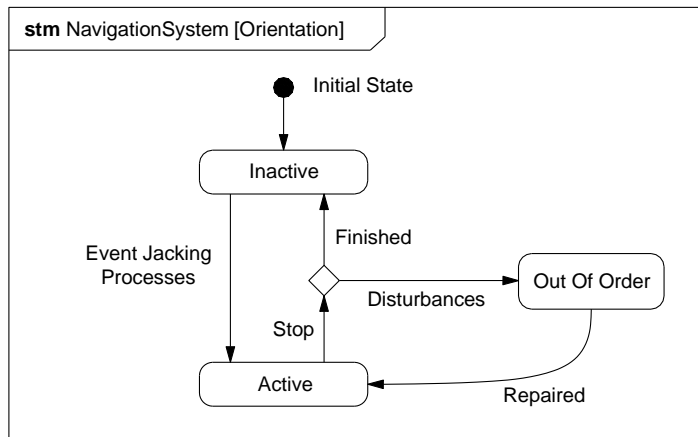 stm NavigationSystem [Orientation]
Initial State
Inactive
Event Jacking
Processes
Finished
Disturbances
Out Of Order
Stop
Active
Repaired